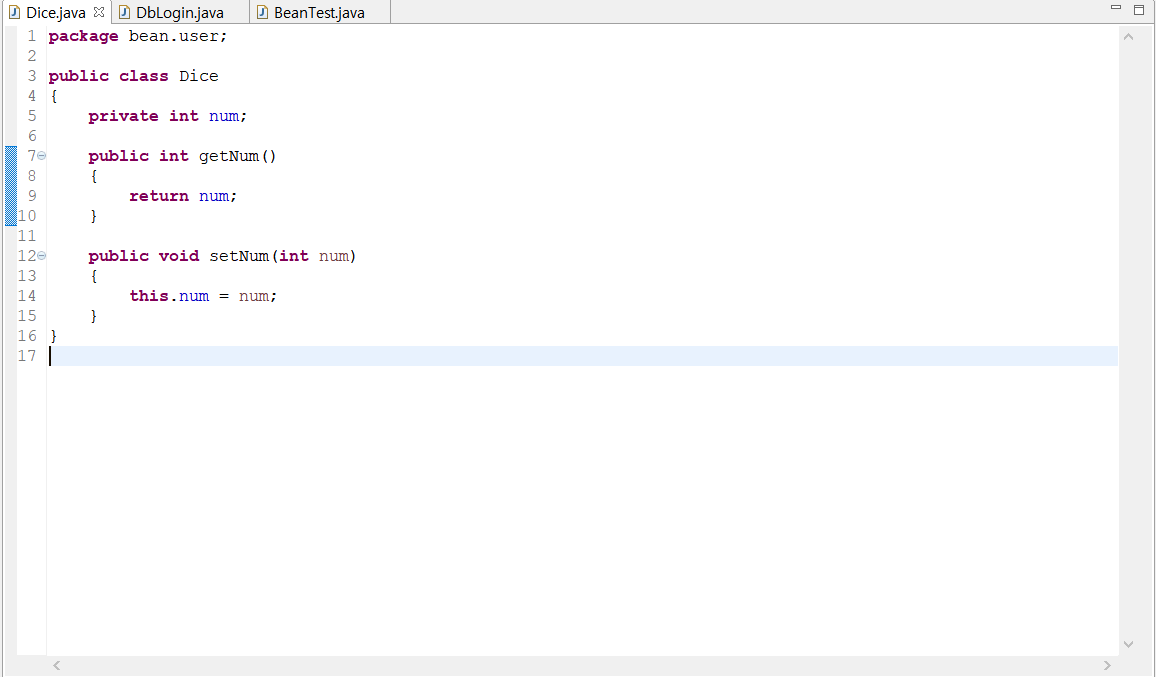 Dice.java DbLogin.java BeanTest.java
1 package bean.user;
2
3 public class Dice
4 {
5     private int num;
6
7     public int getNum()
8     {
9         return num;
10     }
11
12     public void setNum(int num)
13     {
14         this.num = num;
15     }
16 }
17